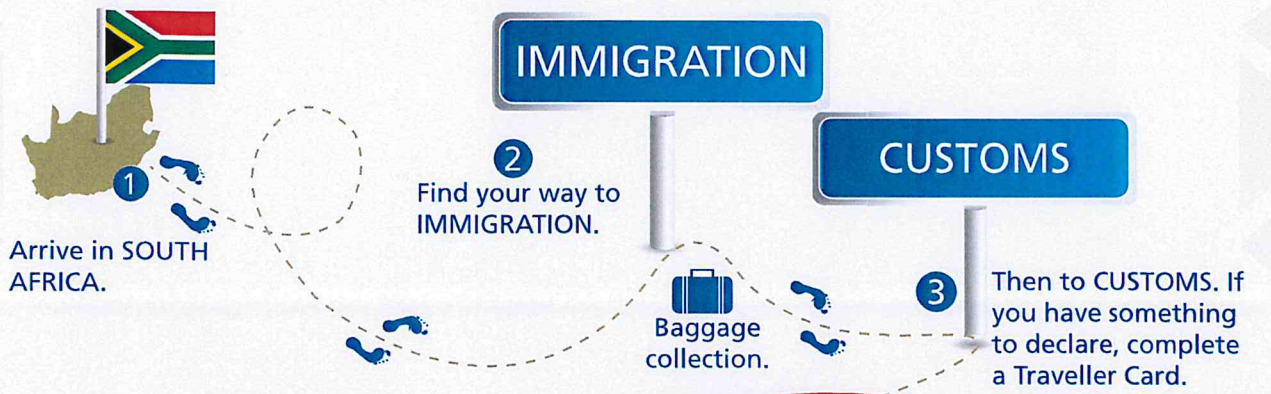 1
Arrive in SOUTH
AFRICA.
IMMIGRATION
2
Find your way to
IMMIGRATION.
Baggage
collection.
CUSTOMS
3
Then to CUSTOMS. If
you have something
to declare, complete
a Traveller Card.